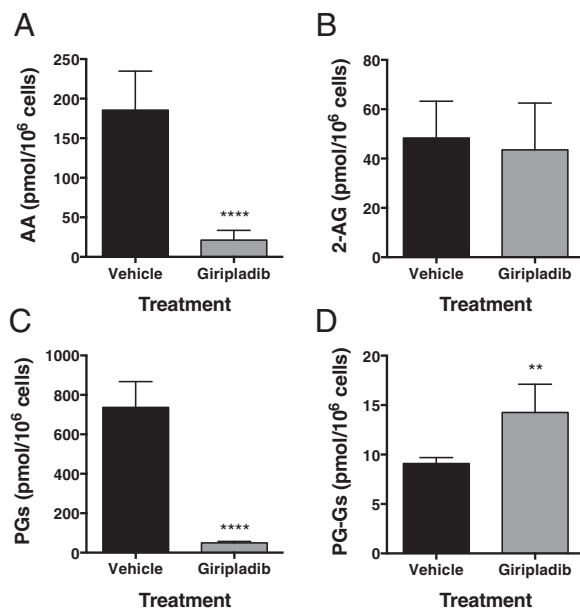 A
AA (pmol/10⁶ cells)
250
200
150
100
50
0
****
Vehicle Giripladib
Treatment
B
2-AG (pmol/10⁶ cells)
80
60
40
20
0
Vehicle Giripladib
Treatment
C
PGs (pmol/10⁶ cells)
1000
800
600
400
200
0
****
Vehicle Giripladib
Treatment
D
PG-Gs (pmol/10⁶ cells)
20
15
10
5
0
**
Vehicle Giripladib
Treatment